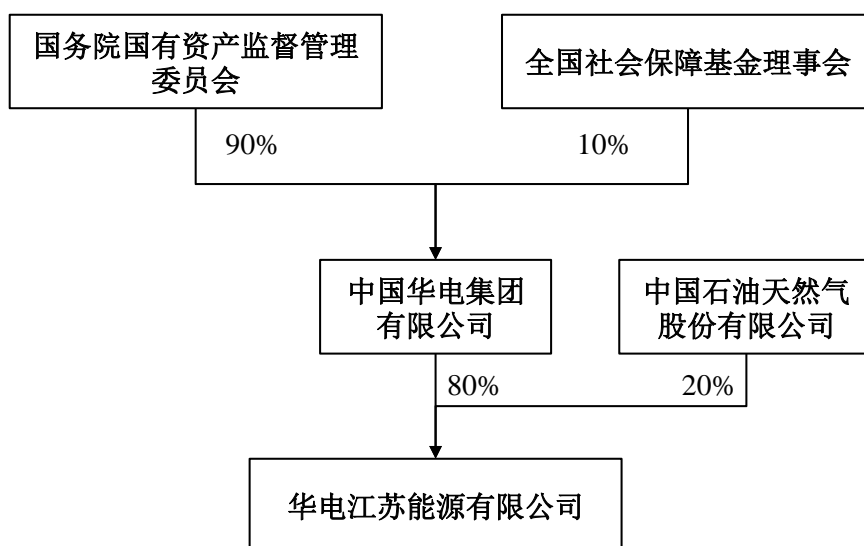 国务院国有资产监督管理
委员会
全国社会保障基金理事会
90%
10%
中国华电集团
有限公司
中国石油天然气
股份有限公司
80%
20%
华电江苏能源有限公司